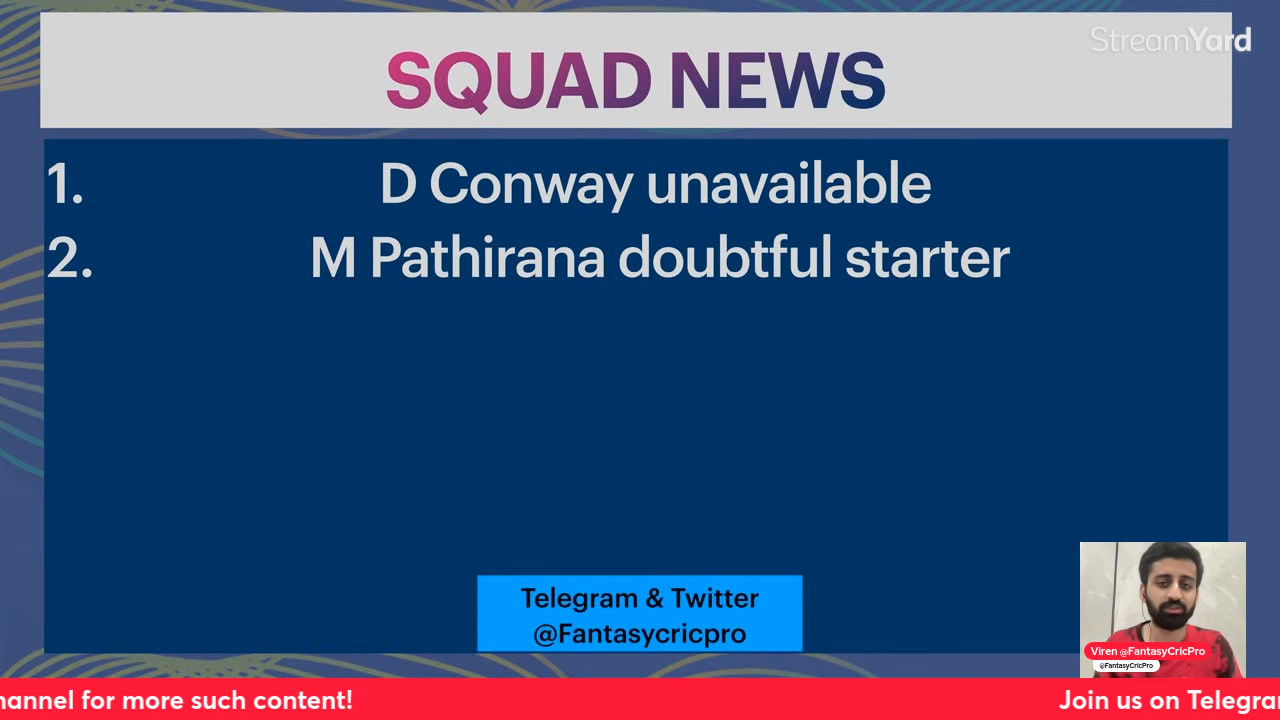 StreamYard
SQUAD NEWS
1. D Conway unavailable
2. M Pathirana doubtful starter
Telegram & Twitter
@Fantasycricpro
Viren @FantasyCricPro
@FantasyCricPro
hannel for more such content! Join us on Telegra